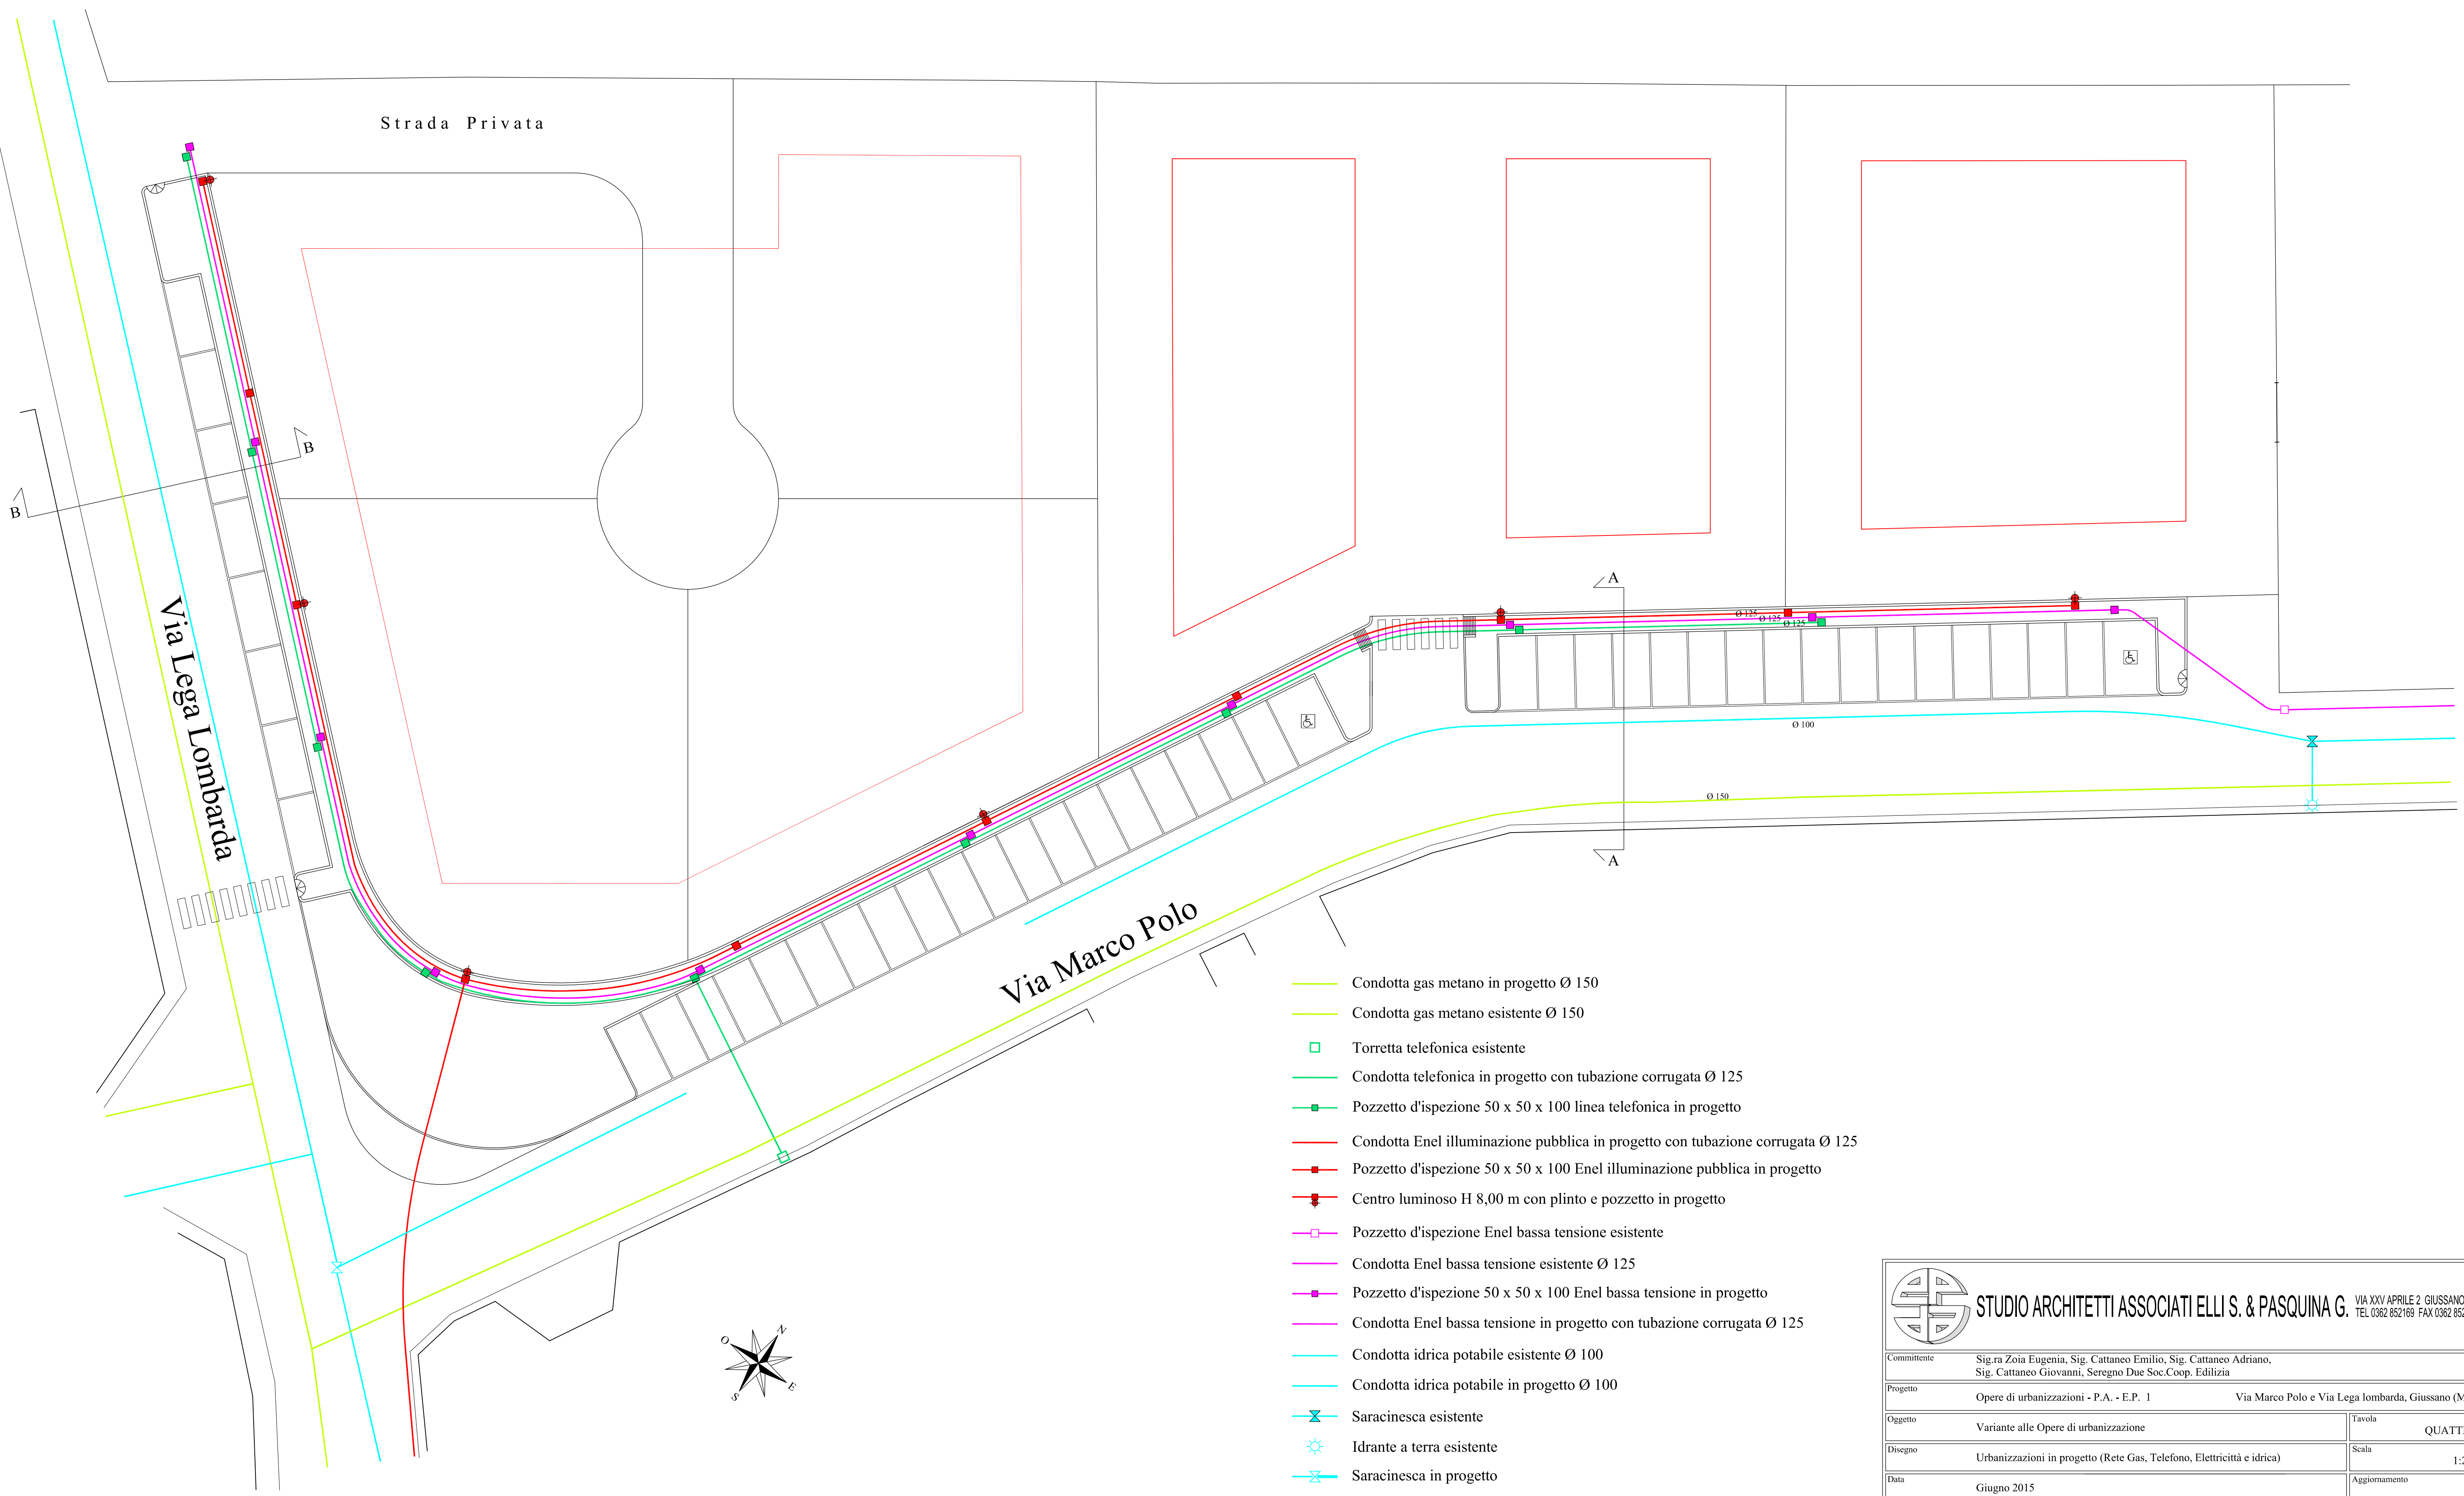 Strada Privata
B
B
Via Lega Lombarda
A
Ø 125
Ø 125
Ø 125
Ø 100
Ø 150
A
Via Marco Polo
Condotta gas metano in progetto Ø 150
Condotta gas metano esistente Ø 150
Torretta telefonica esistente
Condotta telefonica in progetto con tubazione corrugata Ø 125
Pozzetto d'ispezione 50 x 50 x 100 linea telefonica in progetto
Condotta Enel illuminazione pubblica in progetto con tubazione corrugata Ø 125
Pozzetto d'ispezione 50 x 50 x 100 Enel illuminazione pubblica in progetto
Centro luminoso H 8,00 m con plinto e pozzetto in progetto
Pozzetto d'ispezione Enel bassa tensione esistente
Condotta Enel bassa tensione esistente Ø 125
Pozzetto d'ispezione 50 x 50 x 100 Enel bassa tensione in progetto
Condotta Enel bassa tensione in progetto con tubazione corrugata Ø 125
Condotta idrica potabile esistente Ø 100
Condotta idrica potabile in progetto Ø 100
Saracinesca esistente
Idrante a terra esistente
Saracinesca in progetto
O
N
S
E
STUDIO ARCHITETTI ASSOCIATI ELLI S. & PASQUINA G.
VIA XXV APRILE 2 GIUSSANO
TEL 0362 852169 FAX 0362
Committente
Sig.ra Zoia Eugenia, Sig. Cattaneo Emilio, Sig. Cattaneo Adriano,
Sig. Cattaneo Giovanni, Seregno Due Soc.Coop. Edilizia
Progetto
Opere di urbanizzazioni - P.A. - E.P. 1 Via Marco Polo e Via Lega lombarda, Giussano
Oggetto
Variante alle Opere di urbanizzazione
Tavola
Disegno
Urbanizzazioni in progetto (Rete Gas, Telefono, Elettricittà e idrica)
Scala
Data
Giugno 2015
Aggiornamento